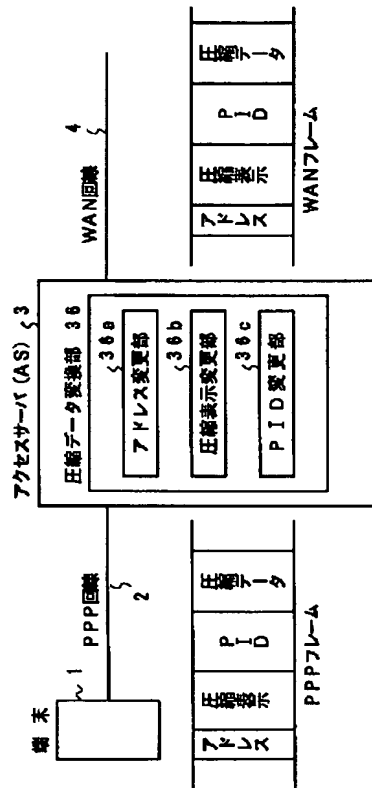 アクセスサーバ(AS) 3
圧縮データ変換部 36
36a
アドレス変更部
36b
圧縮表示変更部
36c
PID変更部
端末 1
PPP回線
2
WAN回線 4
アドレス 圧縮表示 PID 圧縮データ
PPPフレーム
アドレス 圧縮表示 PID 圧縮データ
WANフレーム